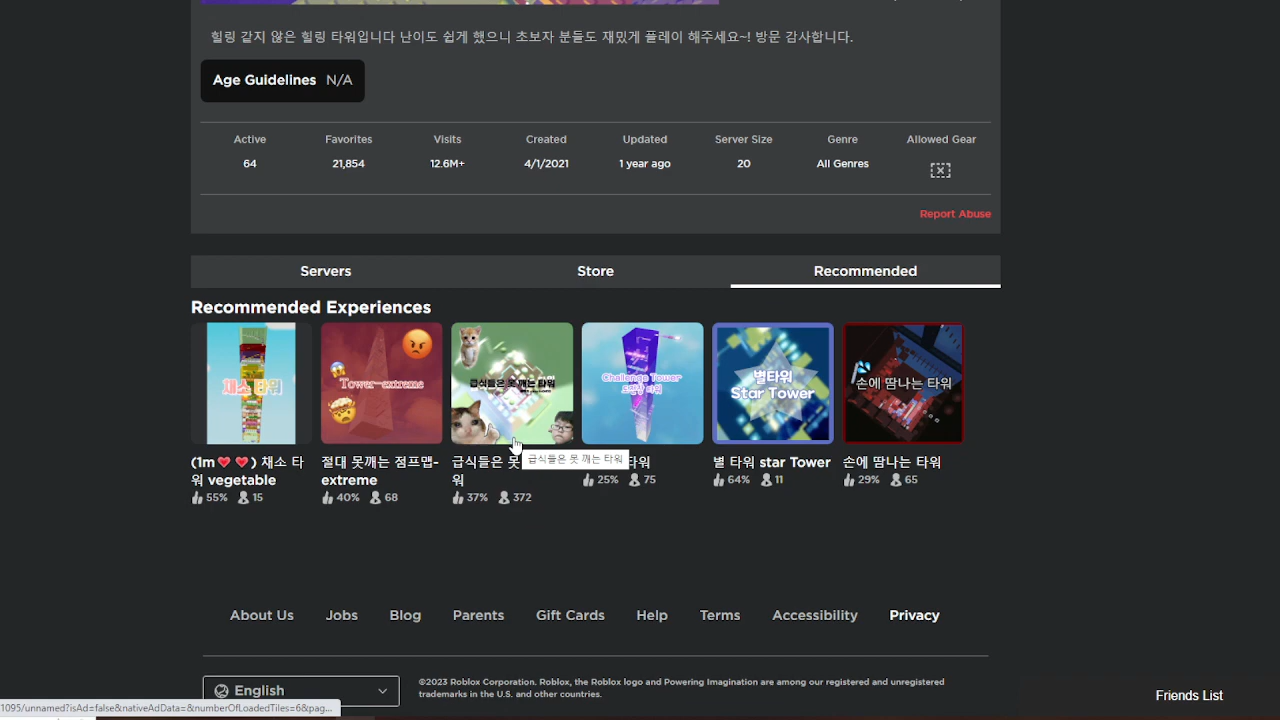 힐링 같지 않은 힐링 타워입니다 난이도 쉽게 했으니 초보자 분들도 재밌게 플레이 해주세요~! 방문 감사합니다.
Age Guidelines N/A
Active Favorites Visits Created Updated Server Size Genre Allowed Gear
64 21,854 12.6M+ 4/1/2021 1 year ago 20 All Genres
Report Abuse
Servers Store Recommended
Recommended Experiences
채소 타워
Tower-extreme
급식들은 못 깨는 타워
Challenge Tower
도전장 타워
별타워
Star Tower
손에 땀나는 타워
(1m❤️❤️) 채소 타
워 vegetable
55% 15
절대 못깨는 점프맵-
extreme
40% 68
급식들은 못
워
37% 372
급식들은 못 깨는 타워
타워
25% 75
별 타워 star Tower
64% 11
손에 땀나는 타워
29% 65
About Us Jobs Blog Parents Gift Cards Help Terms Accessibility Privacy
English
©2023 Roblox Corporation. Roblox, the Roblox logo and Powering Imagination are among our registered and unregistered
trademarks in the U.S. and other countries.
Friends List
1095/unnamed?isAd=false&nativeAdData=&numberOfLoadedTiles=6&pag...